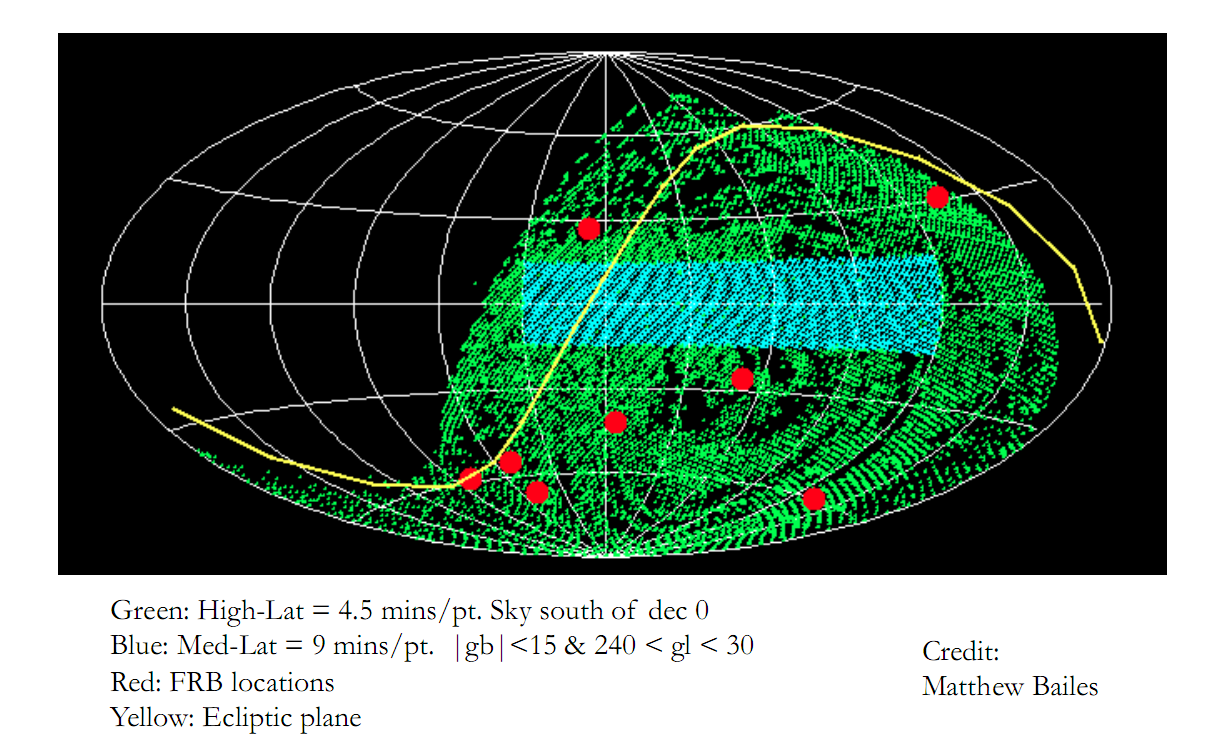 Green: High-Lat = 4.5 mins/pt. Sky south of dec 0
Blue: Med-Lat = 9 mins/pt. |gb|<15 & 240 < gl < 30
Red: FRB locations
Yellow: Ecliptic plane
Credit:
Matthew Bailes